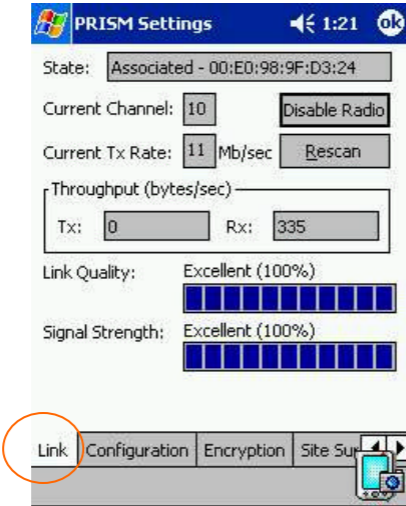 PRISM Settings 1:21 ok
State: Associated - 00:E0:98:9F:D3:24
Current Channel: 10 Disable Radio
Current Tx Rate: 11 Mb/sec Rescan
Throughput (bytes/sec)
Tx: 0 Rx: 335
Link Quality: Excellent (100%)
Signal Strength: Excellent (100%)
Link Configuration Encryption Site Sur